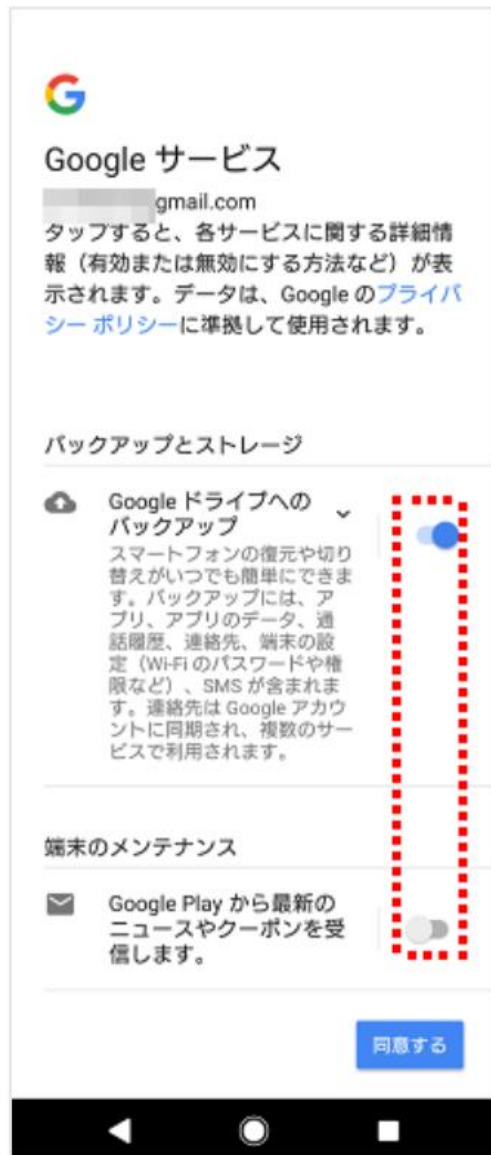 Google サービス
gmail.com
タップすると、各サービスに関する詳細情
報（有効または無効にする方法など）が表
示されます。データは、Google のプライバ
シー ポリシーに準拠して使用されます。
バックアップとストレージ
Google ドライブへの
バックアップ
スマートフォンの復元や切り
替えがいつでも簡単にできま
す。バックアップには、ア
プリ、アプリのデータ、通
話履歴、連絡先、端末の設
定（Wi-Fi のパスワードや権
限など）、SMS が含まれま
す。連絡先は Google アカウ
ントに同期され、複数のサー
ビスで利用されます。
端末のメンテナンス
Google Play から最新の
ニュースやクーポンを受
信します。
同意する